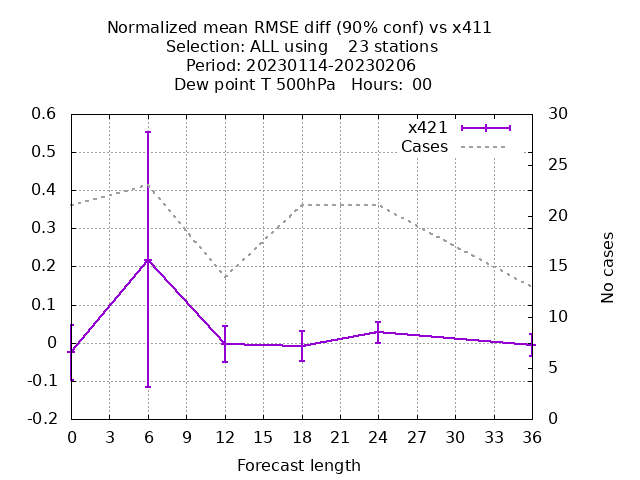 Normalized mean RMSE diff (90% conf) vs x411
Selection: ALL using    23 stations
Period: 20230114-20230206
Dew point T 500hPa   Hours: 00
x421
Cases
0.6
0.5
0.4
0.3
0.2
0.1
0
-0.1
-0.2
30
25
20
15
10
5
0
No cases
0 3 6 9 12 15 18 21 24 27 30 33 36
Forecast length